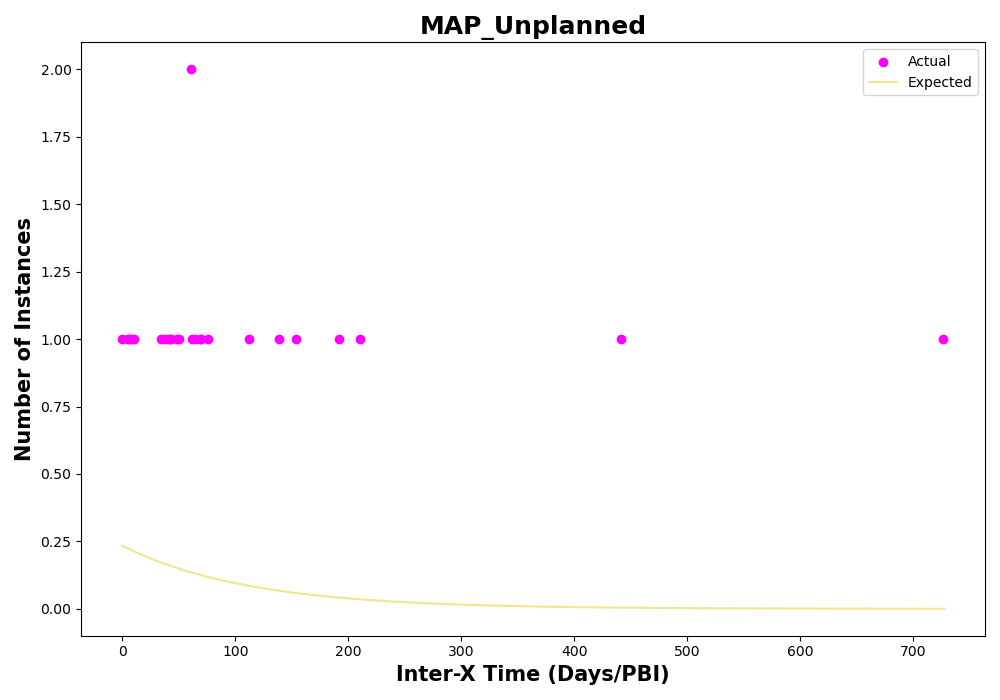 MAP_Unplanned
Actual
Expected
2.00
1.75
1.50
1.25
1.00
0.75
0.50
0.25
0.00
Number of Instances
0 100 200 300 400 500 600 700
Inter-X Time (Days/PBI)